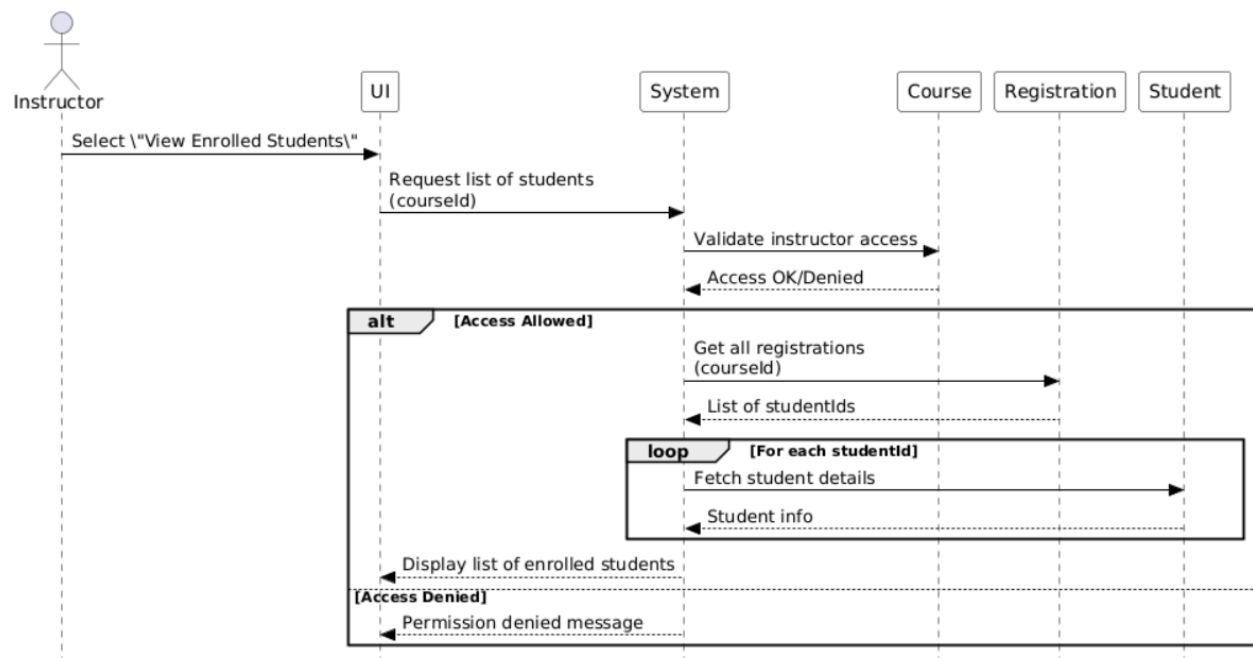 Instructor
UI
System
Course
Registration
Student
Select \"View Enrolled Students\"
Request list of students
(courseId)
Validate instructor access
Access OK/Denied
alt
[Access Allowed]
Get all registrations
(courseId)
List of studentIds
loop
[For each studentId]
Fetch student details
Student info
Display list of enrolled students
[Access Denied]
Permission denied message